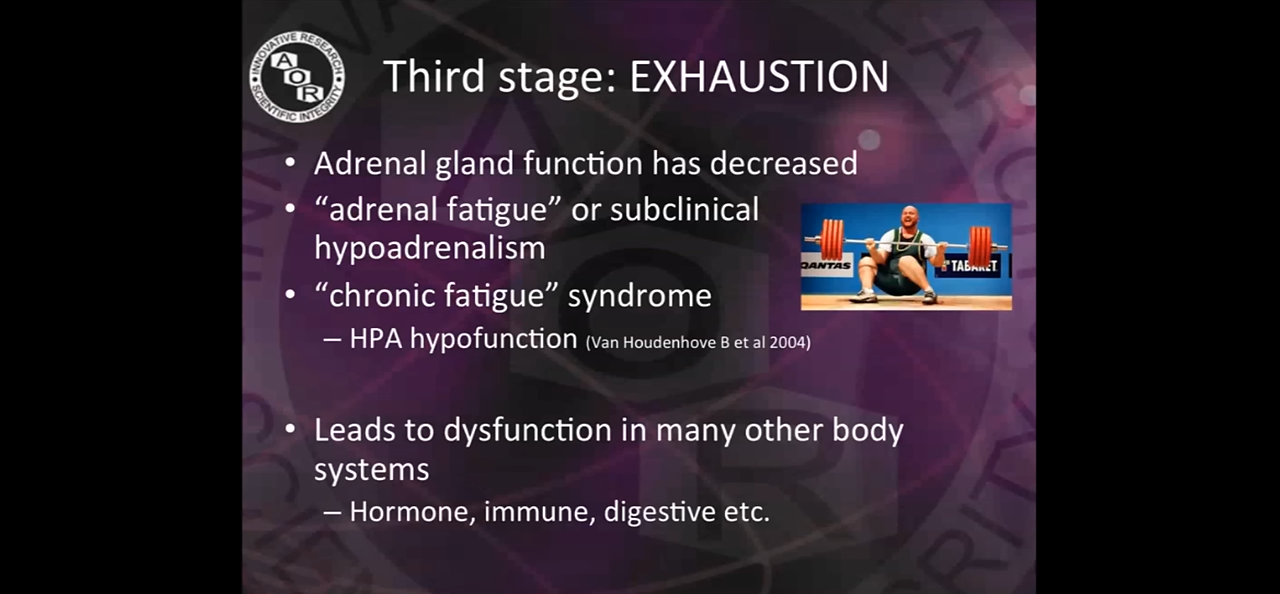 INNOVATIVE RESEARCH
AOR
SCIENTIFIC INTEGRITY
Third stage: EXHAUSTION
• Adrenal gland function has decreased
• “adrenal fatigue” or subclinical
hypoadrenalism
• “chronic fatigue” syndrome
– HPA hypofunction (Van Houdenhove B et al 2004)
QANTAS
TABARET
• Leads to dysfunction in many other body
systems
– Hormone, immune, digestive etc.